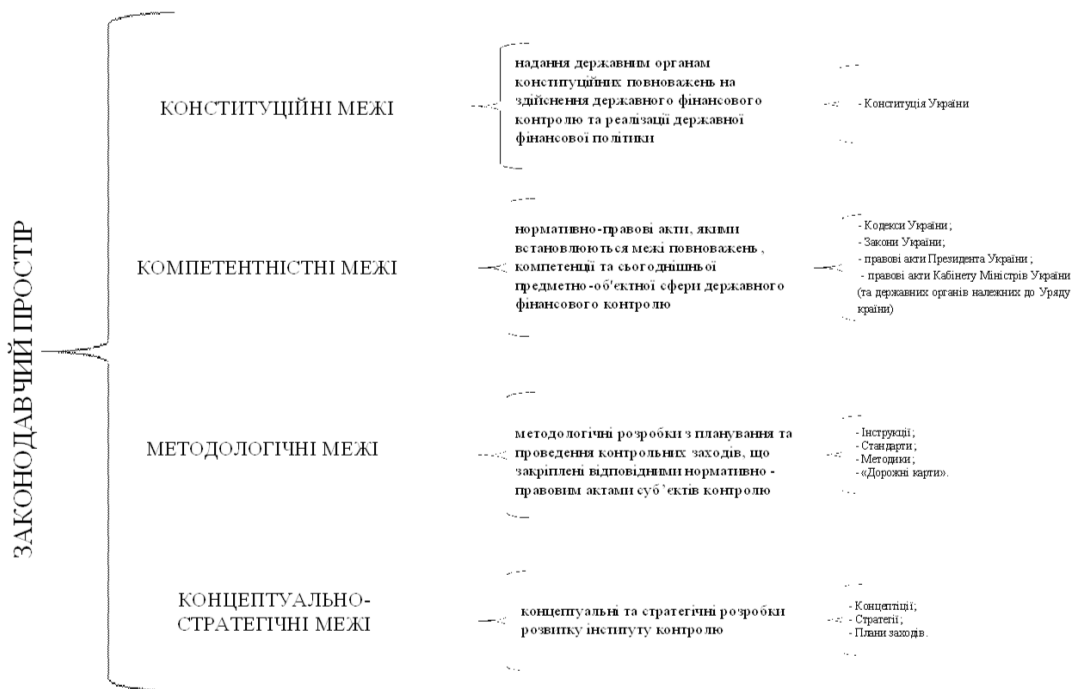 ЗАКОНОДАВЧИЙ ПРОСТІР
КОНСТИТУЦІЙНІ МЕЖІ
надання державним органам
конституційних повноважень на
здійснення державного фінансового
контролю та реалізації державної
фінансової політики
- Конституція України
КОМПЕТЕНТНІСТНІ МЕЖІ
нормативно-правові акти, якими
встановлюються межі повноважень ,
компетенції та сьогоднішньої
предметно-об'єктної сфери державного
фінансового контролю
- Кодекси України;
- Закони України;
- правові акти Президента України ;
- правові акти Кабінету Міністрів України
(та державних органів належних до Уряду
країни)
МЕТОДОЛОГІЧНІ МЕЖІ
методологічні розробки з планування та
проведення контрольних заходів, що
закріплені відповідними нормативно -
правовим актами суб’єктів контролю
- Інструкції;
- Стандарти;
- Методики;
- «Дорожні карти».
КОНЦЕПТУАЛЬНО-
СТРАТЕГІЧНІ МЕЖІ
концептуальні та стратегічні розробки
розвитку інституту контролю
- Концептіції;
- Стратегії;
- Плани заходів.